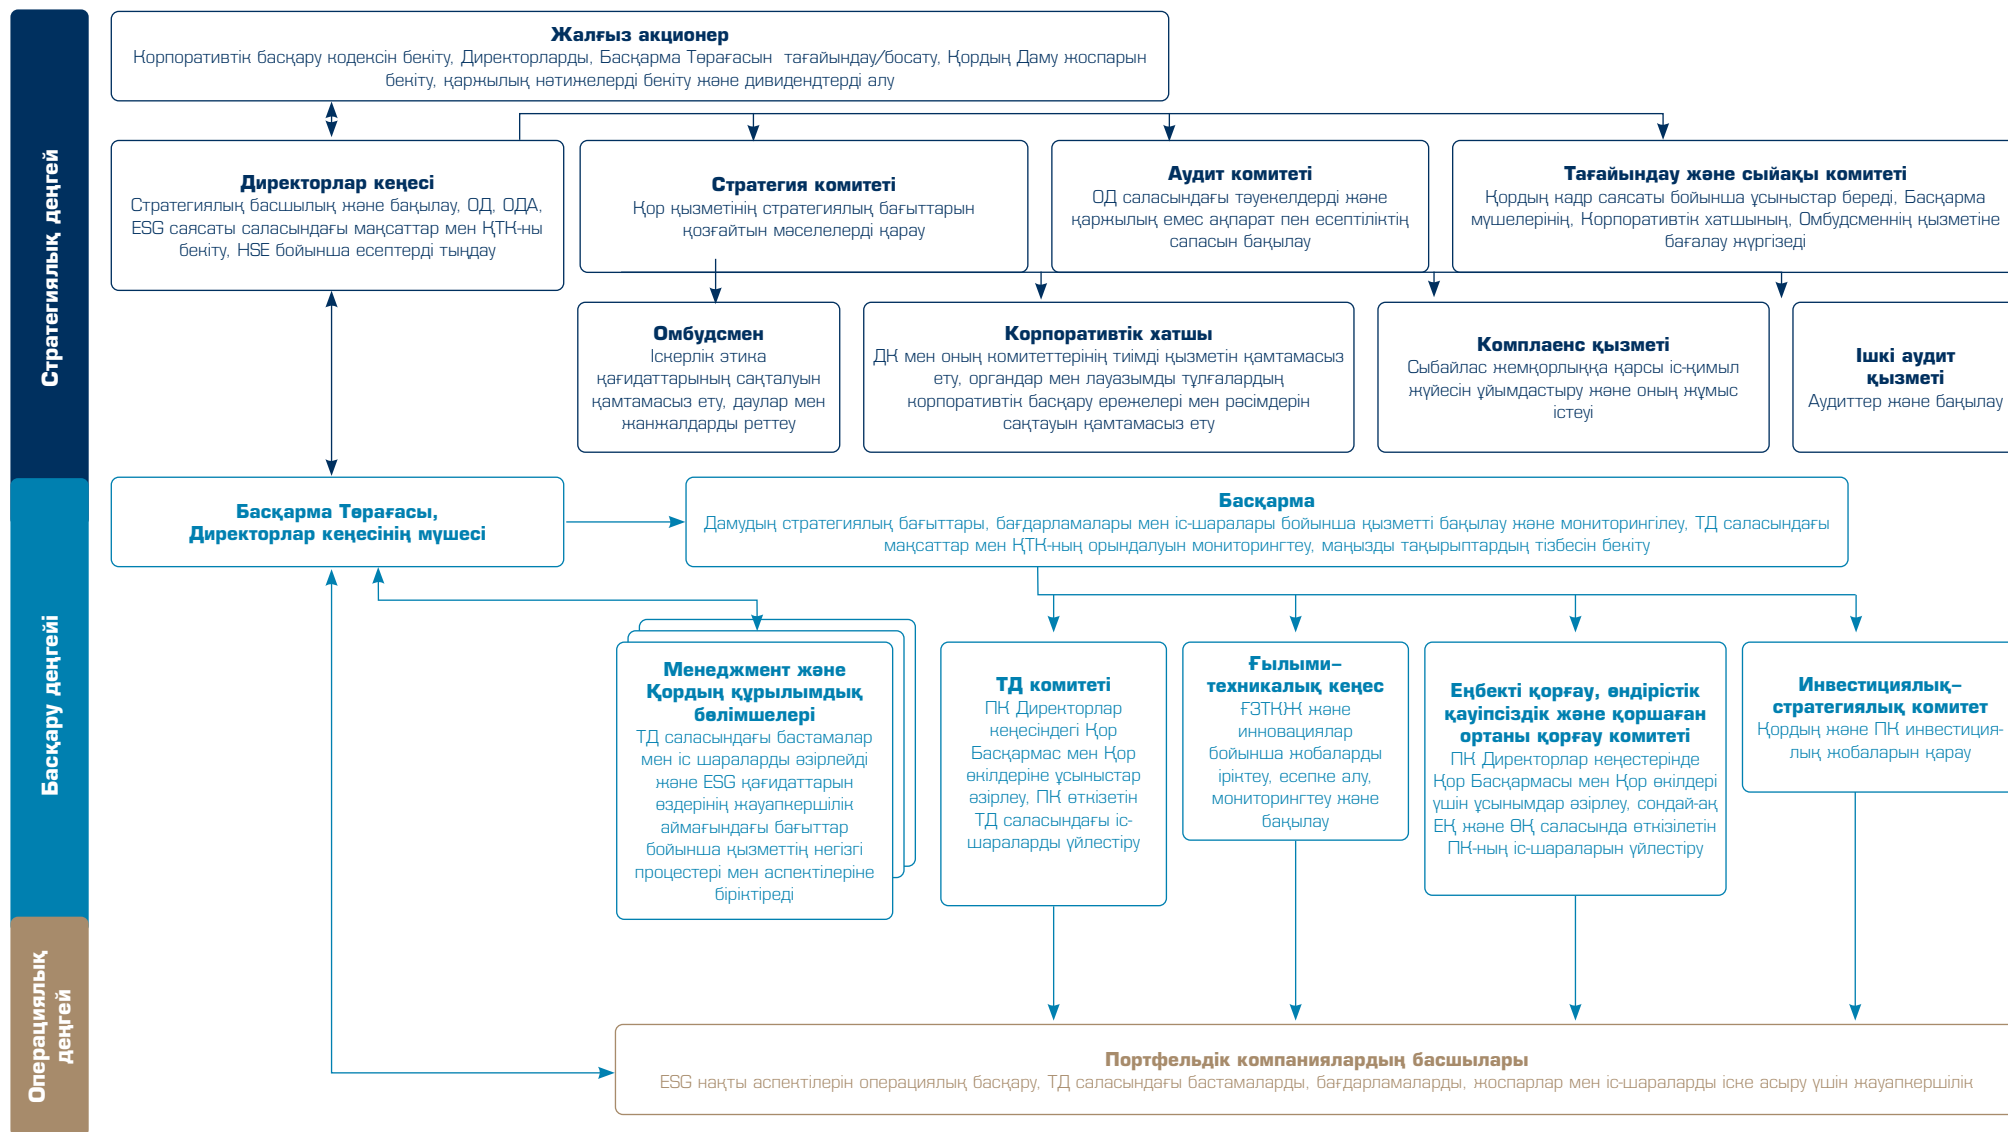 Стратегиялық деңгей
Жалғыз акционер
Корпоративтік басқару кодексін бекіту, Директорларды, Басқарма Төрағасын тағайындау/босату, Қордың Даму жоспарын
бекіту, қаржылық нәтижелерді бекіту және дивидендтерді алу
Директорлар кеңесі
Стратегиялық басшылық және бақылау, ОД, ОДА,
ESG саясаты саласындағы мақсаттар мен ҚТК-ны
бекіту, HSE бойынша есептерді тыңдау
Стратегия комитеті
Қор қызметінің стратегиялық бағыттарын
қозғайтын мәселелерді қарау
Аудит комитеті
ОД саласындағы тәуекелдерді және
қаржылық емес ақпарат пен есептіліктің
сапасын бақылау
Тағайындау және сыйақы комитеті
Қордың кадр саясаты бойынша ұсыныстар береді, Басқарма
мүшелерінің, Корпоративтік хатшының, Омбудсменнің қызметіне
бағалау жүргізеді
Омбудсмен
Іскерлік этика
қағидаттарының сақталуын
қамтамасыз ету, даулар мен
жанжалдарды реттеу
Корпоративтік хатшы
ДК мен оның комитеттерінің тиімді қызметін қамтамасыз
ету, органдар мен лауазымды тұлғалардың
корпоративтік басқару ережелері мен рәсімдерін
сақтауын қамтамасыз ету
Комплаенс қызметі
Сыбайлас жемқорлыққа қарсы іс-қимыл
жүйесін ұйымдастыру және оның жұмыс
істеуі
Ішкі аудит
қызметі
Аудиттер және бақылау
Басқару деңгейі
Басқарма Төрағасы,
Директорлар кеңесінің мүшесі
Басқарма
Дамудың стратегиялық бағыттары, бағдарламалары мен іс-шаралары бойынша қызметті бақылау және мониторингілеу, ТД саласындағы
мақсаттар мен ҚТК-ның орындалуын мониторингтеу, маңызды тақырыптардың тізбесін бекіту
Менеджмент және
Қордың құрылымдық
бөлімшелері
ТД саласындағы бастамалар
мен іс шараларды әзірлейді
және ESG қағидаттарын
өздерінің жауапкершілік
аймағындағы бағыттар
бойынша қызметтің негізгі
процестері мен аспектілеріне
біріктіреді
ТД комитеті
ПК Директорлар
кеңесіндегі Қор
Басқармас мен Қор
өкілдеріне ұсыныстар
әзірлеу, ПК өткізетін
ТД саласындағы іс-
шараларды үйлестіру
Ғылыми–
техникалық кеңес
ҒЗТКЖ және
инновациялар
бойынша жобаларды
іріктеу, есепке алу,
мониторингтеу және
бақылау
Еңбекті қорғау, өндірістік
қауіпсіздік және қоршаған
ортаны қорғау комитеті
ПК Директорлар кеңестерінде
Қор Басқармасы мен Қор өкілдері
үшін ұсынымдар әзірлеу, сондай-ақ
ЕҚ және ӨҚ саласында өткізілетін
ПК-ның іс-шараларын үйлестіру
Инвестициялық–
стратегиялық комитет
Қордың және ПК инвестиция-
лық жобаларын қарау
Операциялық
деңгей
Портфельдік компаниялардың басшылары
ESG нақты аспектілерін операциялық басқару, ТД саласындағы бастамаларды, бағдарламаларды, жоспарлар мен іс-шараларды іске асыру үшін жауапкершілік